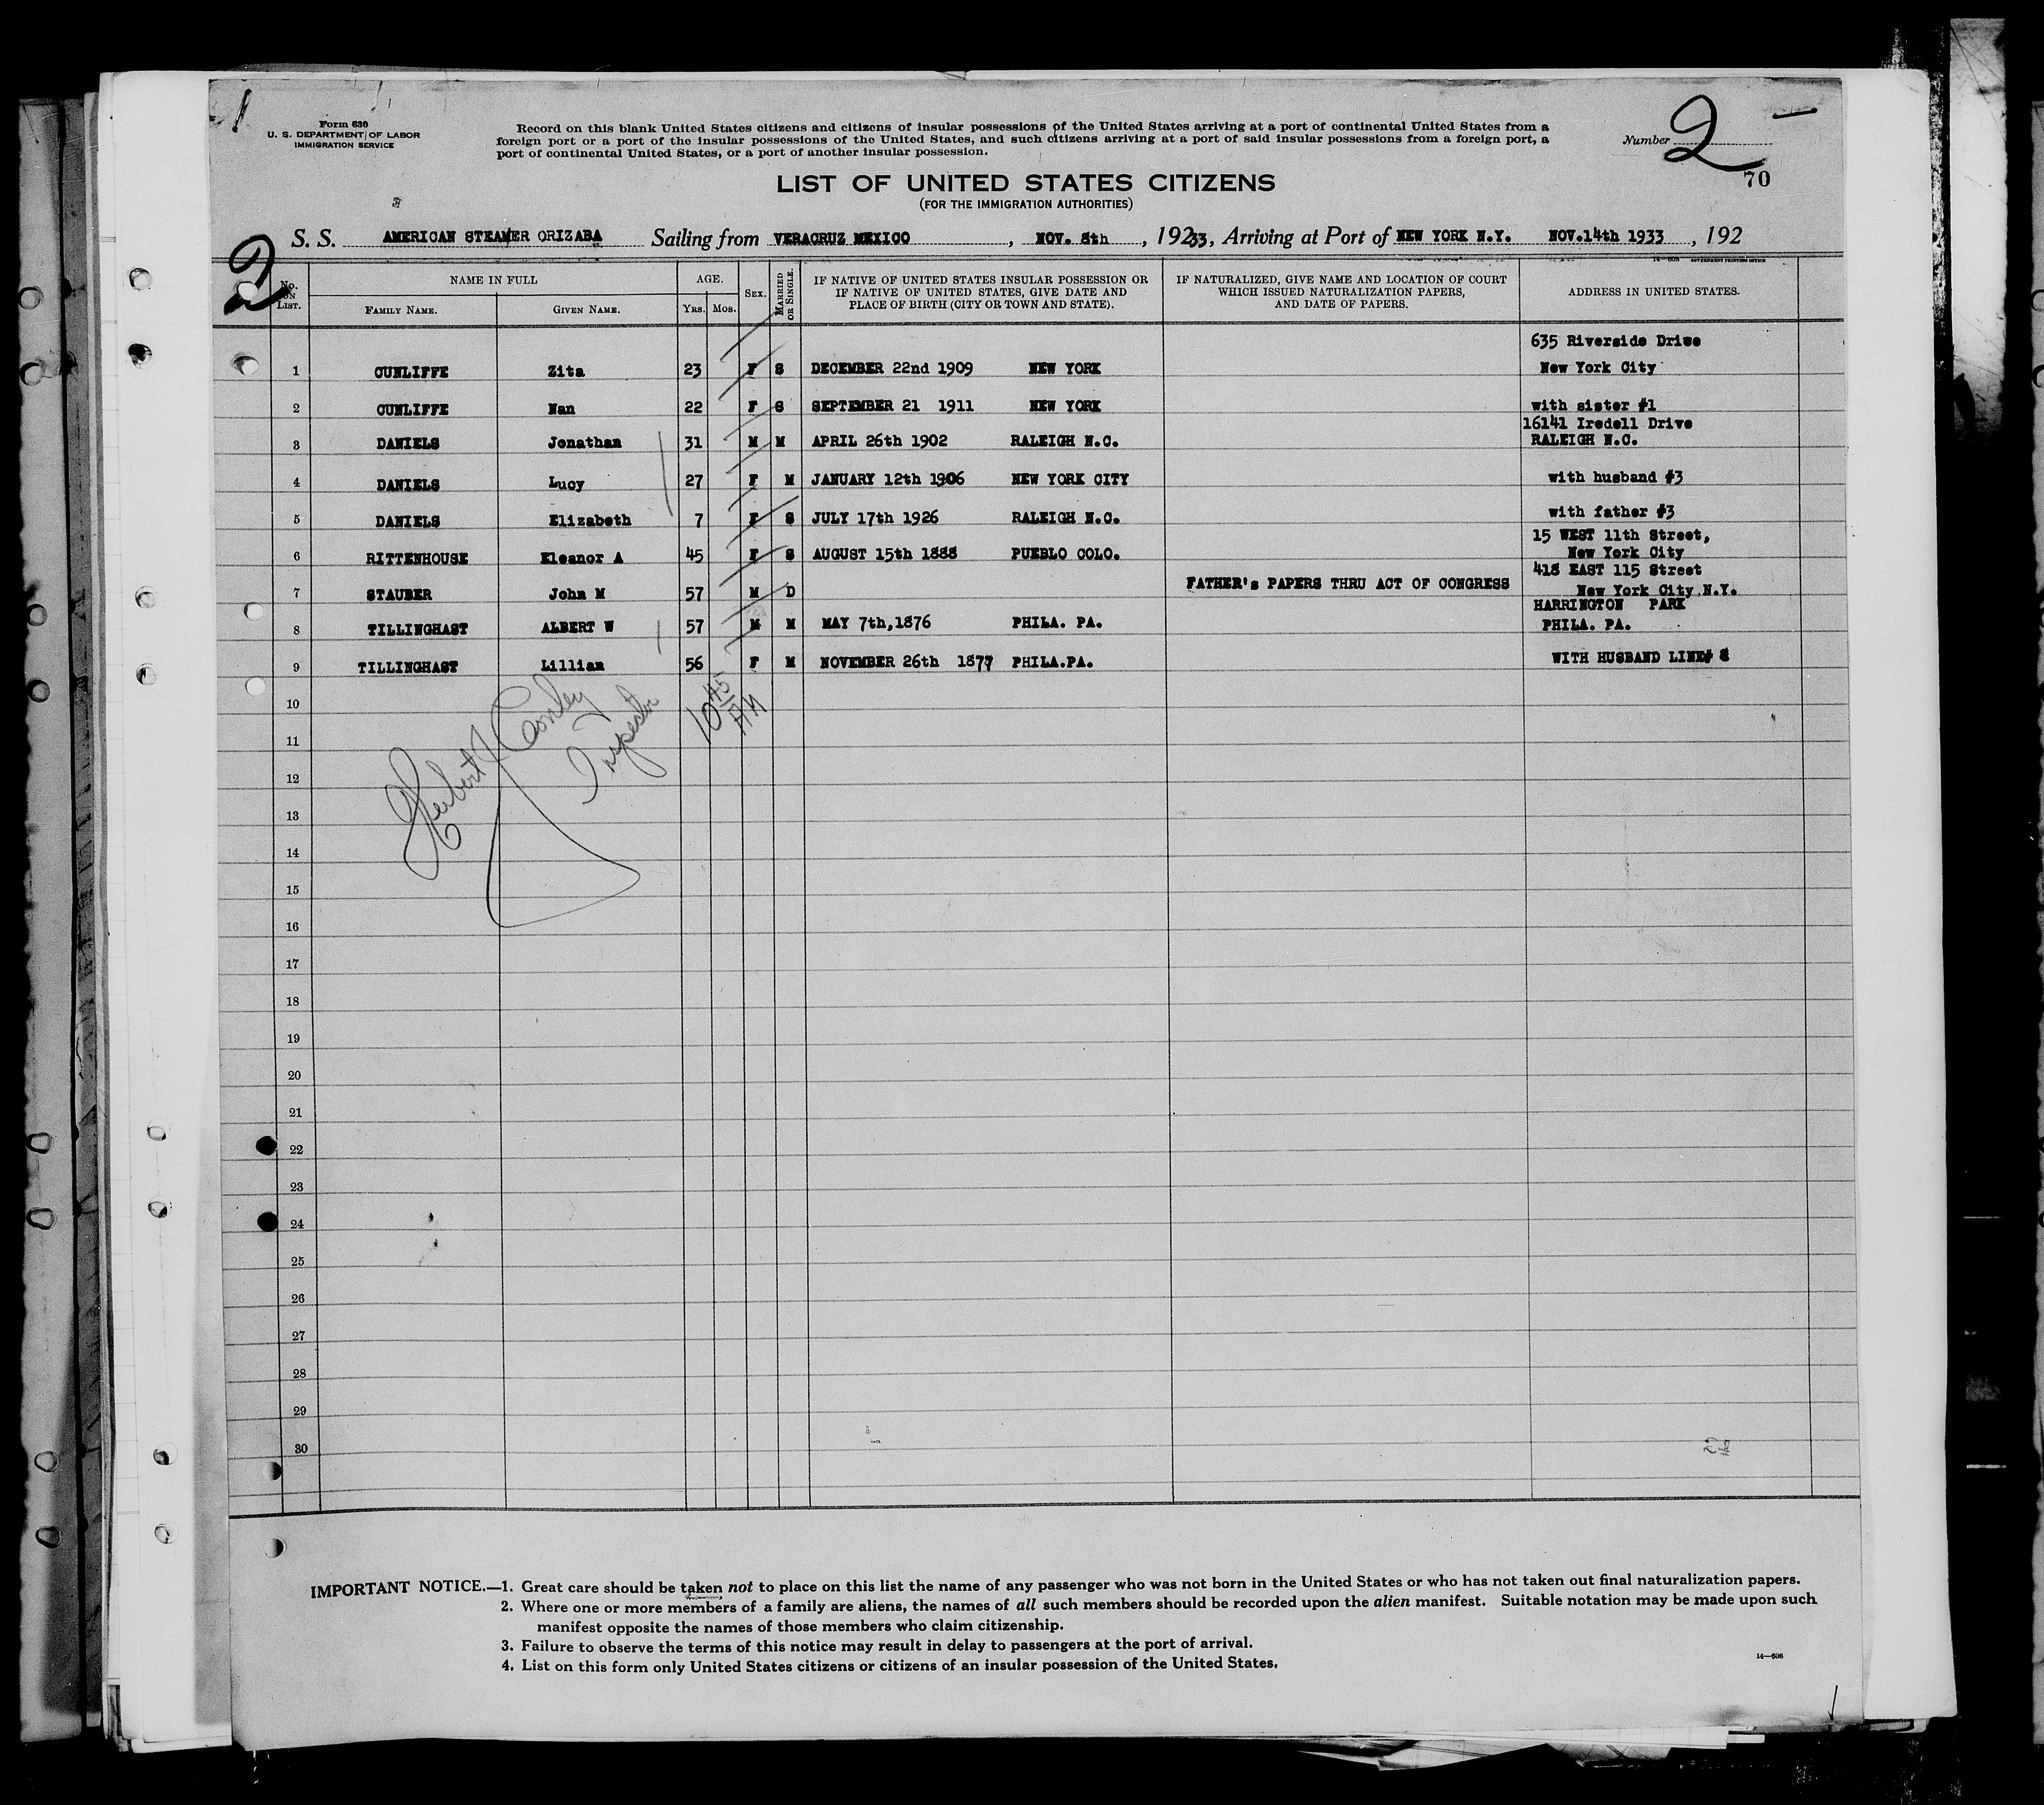 Form 630
U. S. DEPARTMENT OF LABOR
IMMIGRATION SERVICE
Record on this blank United States citizens and citizens of insular possessions of the United States arriving at a port of continental United States from a
foreign port or a port of the insular possessions of the United States, and such citizens arriving at a port of said insular possessions from a foreign port, a
port of continental United States, or a port of another insular possession.
Number 2
70
LIST OF UNITED STATES CITIZENS
(FOR THE IMMIGRATION AUTHORITIES)
2
S. S. AMERICAN STEAMER ORIZABA Sailing from VERACRUZ MEXICO , NOV. 8th , 19233, Arriving at Port of NEW YORK N.Y. NOV.14th 1933 , 192
14—608 GOVERNMENT PRINTING OFFICE
No. ON LIST. NAME IN FULL AGE. SEX. MARRIED OR SINGLE. IF NATIVE OF UNITED STATES INSULAR POSSESSION OR IF NATIVE OF UNITED STATES, GIVE DATE AND PLACE OF BIRTH (CITY OR TOWN AND STATE). IF NATURALIZED, GIVE NAME AND LOCATION OF COURT WHICH ISSUED NATURALIZATION PAPERS, AND DATE OF PAPERS. ADDRESS IN UNITED STATES.
FAMILY NAME. GIVEN NAME. YRS. MOS.
635 Riverside Drive
1 CUNLIFFE Zita 23 F S DECEMBER 22nd 1909 NEW YORK New York City
2 CUNLIFFE Nan 22 F S SEPTEMBER 21 1911 NEW YORK with sister #1
16141 Iredell Drive
3 DANIELS Jonathan 31 M M APRIL 26th 1902 RALEIGH N.C. RALEIGH N.C.
4 DANIELS Lucy 27 F M JANUARY 12th 1906 NEW YORK CITY with husband #3
5 DANIELS Elizabeth 7 F S JULY 17th 1926 RALEIGH N.C. with father #3
15 WEST 11th Street,
6 RITTENHOUSE Eleanor A 45 F S AUGUST 15th 1888 PUEBLO COLO. New York City
418 EAST 115 Street
7 STAUBER John M 57 M D FATHER's PAPERS THRU ACT OF CONGRESS New York City N.Y.
HARRINGTON PARK
8 TILLINGHAST ALBERT W 57 M M MAY 7th,1876 PHILA. PA. PHILA. PA.
9 TILLINGHAST Lillian 56 F M NOVEMBER 26th 1877 PHILA.PA. WITH HUSBAND LINE# 8
10
Herbert J Conley
Inspector
10 45 AM
11
12
13
14
15
16
17
18
19
20
21
22
23
24
25
26
27
28
29
30
IMPORTANT NOTICE.—1. Great care should be taken not to place on this list the name of any passenger who was not born in the United States or who has not taken out final naturalization papers.
2. Where one or more members of a family are aliens, the names of all such members should be recorded upon the alien manifest. Suitable notation may be made upon such
manifest opposite the names of those members who claim citizenship.
3. Failure to observe the terms of this notice may result in delay to passengers at the port of arrival.
4. List on this form only United States citizens or citizens of an insular possession of the United States.
14—608